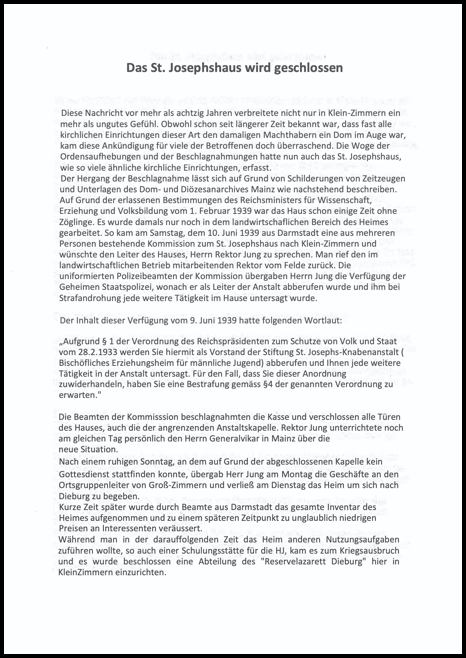 Das St. Josephshaus wird geschlossen
Diese Nachricht vor mehr als achtzig Jahren verbreitete nicht nur in Klein-Zimmern ein
mehr als ungutes Gefühl. Obwohl schon seit längerer Zeit bekannt war, dass fast alle
kirchlichen Einrichtungen dieser Art den damaligen Machthabern ein Dom im Auge war,
kam diese Ankündigung für viele der Betroffenen doch überraschend. Die Woge der
Ordensaufhebungen und der Beschlagnahmungen hatte nun auch das St. Josephshaus,
wie so viele ähnliche kirchliche Einrichtungen, erfasst.
Der Hergang der Beschlagnahme lässt sich auf Grund von Schilderungen von Zeitzeugen
und Unterlagen des Dom- und Diözesanarchives Mainz wie nachstehend beschreiben.
Auf Grund der erlassenen Bestimmungen des Reichsministers für Wissenschaft,
Erziehung und Volksbildung vom 1. Februar 1939 war das Haus schon einige Zeit ohne
Zöglinge. Es wurde damals nur noch in dem landwirtschaftlichen Bereich des Heimes
gearbeitet. So kam am Samstag, dem 10. Juni 1939 aus Darmstadt eine aus mehreren
Personen bestehende Kommission zum St. Josephshaus nach Klein-Zimmern und
wünschte den Leiter des Hauses, Herrn Rektor Jung zu sprechen. Man rief den im
landwirtschaftlichen Betrieb mitarbeitenden Rektor vom Felde zurück. Die
uniformierten Polizeibeamten der Kommission übergaben Herrn Jung die Verfügung der
Geheimen Staatspolizei, wonach er als Leiter der Anstalt abberufen wurde und ihm bei
Strafandrohung jede weitere Tätigkeit im Hause untersagt wurde.
Der Inhalt dieser Verfügung vom 9. Juni 1939 hatte folgenden Wortlaut:
„Aufgrund § 1 der Verordnung des Reichspräsidenten zum Schutze von Volk und Staat
vom 28.2.1933 werden Sie hiermit als Vorstand der Stiftung St. Josephs-Knabenanstalt (
Bischöfliches Erziehungsheim für männliche Jugend) abberufen und Ihnen jede weitere
Tätigkeit in der Anstalt untersagt. Für den Fall, dass Sie dieser Anordnung
zuwiderhandeln, haben Sie eine Bestrafung gemäss §4 der genannten Verordnung zu
erwarten."
Die Beamten der Kommisssion beschlagnahmten die Kasse und verschlossen alle Türen
des Hauses, auch die der angrenzenden Anstaltskapelle. Rektor Jung unterrichtete noch
am gleichen Tag persönlich den Herrn Generalvikar in Mainz über die
neue Situation.
Nach einem ruhigen Sonntag, an dem auf Grund der abgeschlossenen Kapelle kein
Gottesdienst stattfinden konnte, übergab Herr Jung am Montag die Geschäfte an den
Ortsgruppenleiter von Groß-Zimmern und verließ am Dienstag das Heim um sich nach
Dieburg zu begeben.
Kurze Zeit später wurde durch Beamte aus Darmstadt das gesamte Inventar des
Heimes aufgenommen und zu einem späteren Zeitpunkt zu unglaublich niedrigen
Preisen an Interessenten veräussert.
Während man in der darauffolgenden Zeit das Heim anderen Nutzungsaufgaben
zuführen wollte, so auch einer Schulungsstätte für die HJ, kam es zum Kriegsausbruch
und es wurde beschlossen eine Abteilung des "Reservelazarett Dieburg" hier in
KleinZimmern einzurichten.